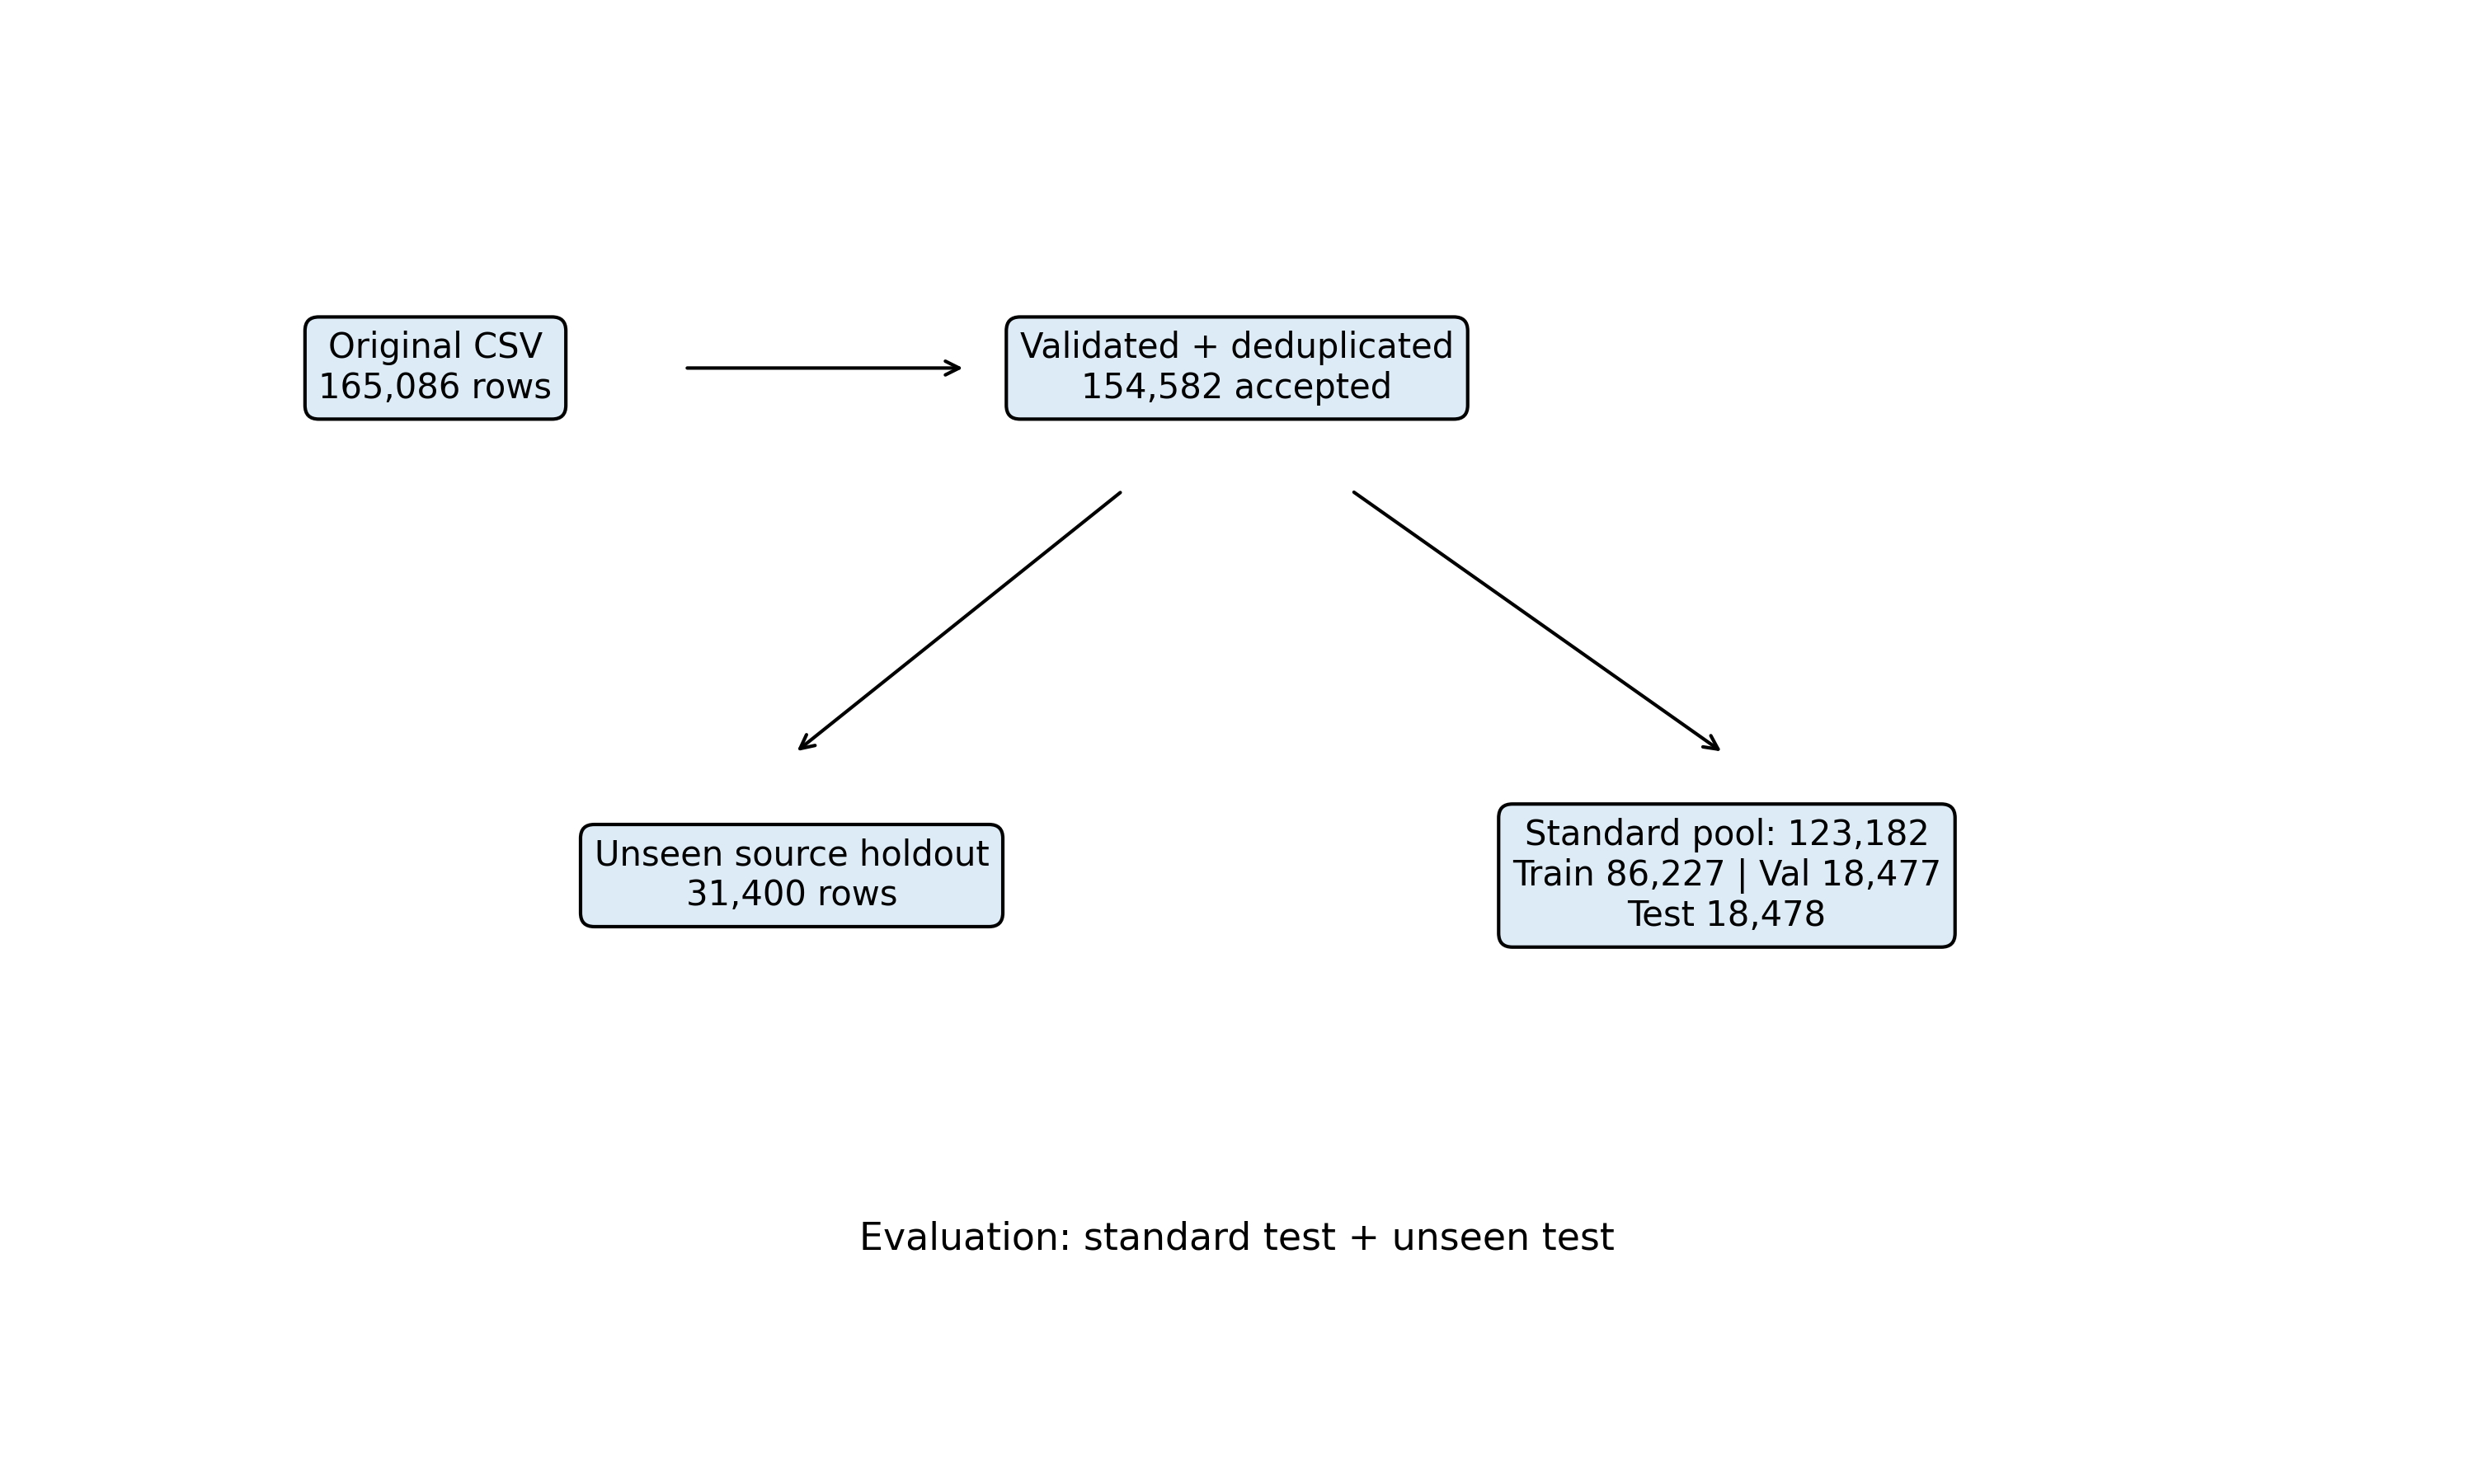 Original CSV
165,086 rows
Validated + deduplicated
154,582 accepted
Unseen source holdout
31,400 rows
Standard pool: 123,182
Train 86,227 | Val 18,477
Test 18,478
Evaluation: standard test + unseen test